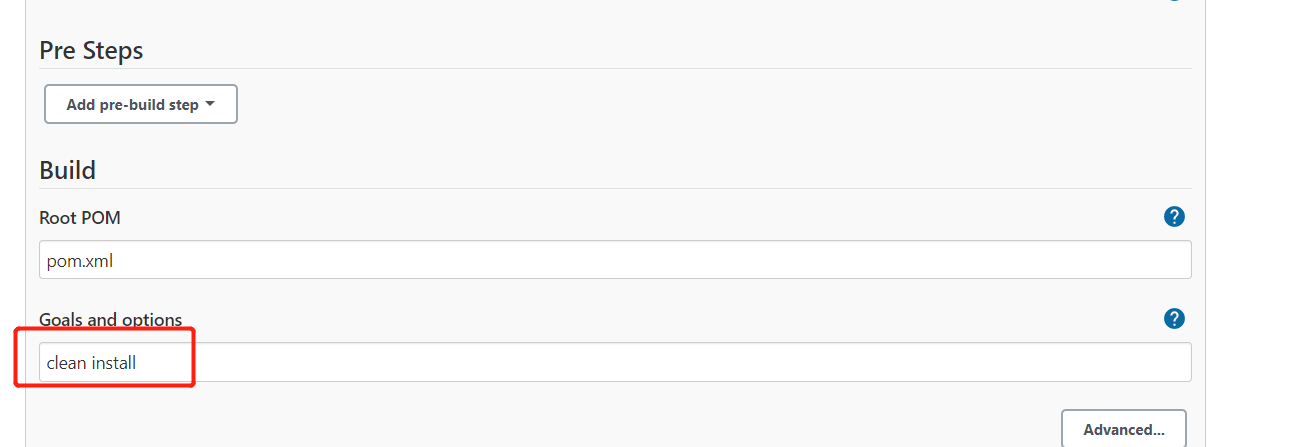 Pre Steps
Add pre-build step
Build
Root POM
?
pom.xml
Goals and options
?
clean install
Advanced...